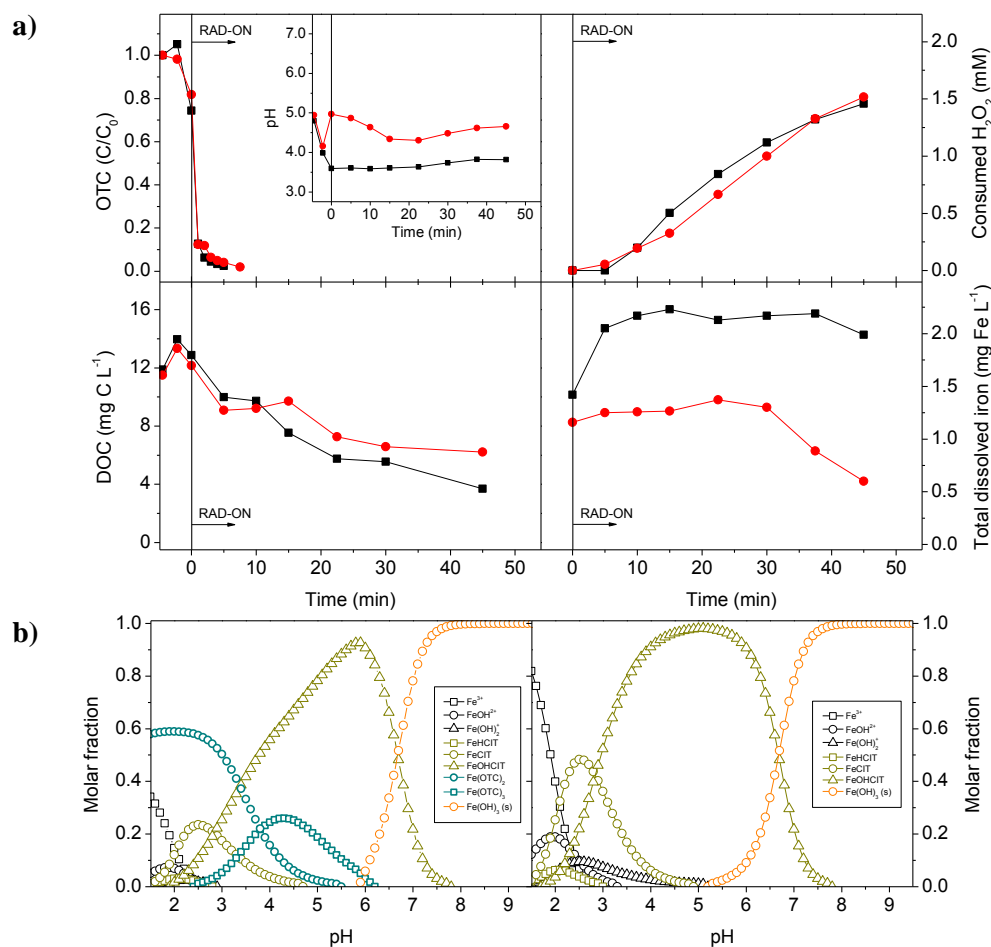 a)
RAD-ON
1.0
0.8
0.6
0.4
0.2
0.0
OTC (C/C₀)
7.5
6.0
5.0
4.5
3.0
pH
0
10
20
30
40
50
Time (min)
RAD-ON
2.0
1.5
1.0
0.5
0.0
Consumed H₂O₂ (mM)
16
12
8
4
0
DOC (mg C L⁻¹)
RAD-ON
0 10 20 30 40 50
Time (min)
RAD-ON
2.0
1.5
1.0
0.5
0.0
Total dissolved iron (mg Fe L⁻¹)
0 10 20 30 40 50
Time (min)
b)
1.0
0.8
0.6
0.4
0.2
0.0
Molar fraction
Fe³⁺
FeOH²⁺
Fe(OH)₂⁺
FeHCIT
FeCIT
FeOHCIT
Fe(OTC)₂
Fe(OTC)₃
Fe(OH)₃ (s)
2 3 4 5 6 7 8 9
pH
Fe³⁺
FeOH²⁺
Fe(OH)₂⁺
FeHCIT
FeCIT
FeOHCIT
Fe(OH)₃ (s)
1.0
0.8
0.6
0.4
0.2
0.0
Molar fraction
2 3 4 5 6 7 8 9
pH